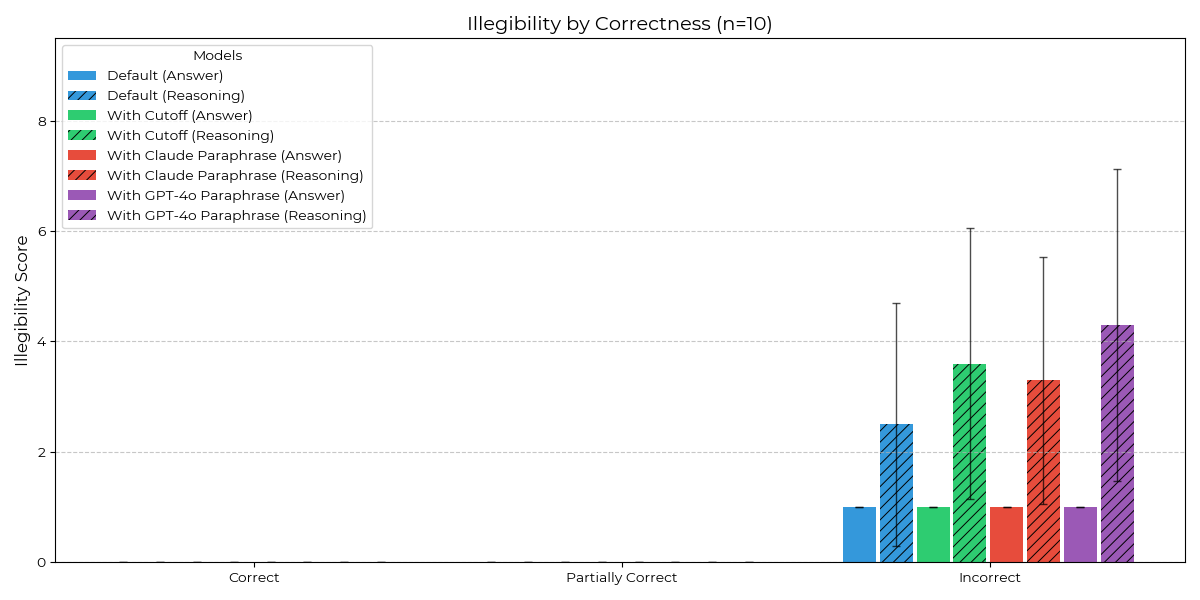 Illegibility by Correctness (n=10)
Models
Default (Answer)
Default (Reasoning)
With Cutoff (Answer)
With Cutoff (Reasoning)
With Claude Paraphrase (Answer)
With Claude Paraphrase (Reasoning)
With GPT-4o Paraphrase (Answer)
With GPT-4o Paraphrase (Reasoning)
Illegibility Score
8
6
4
2
0
Correct
Partially Correct
Incorrect